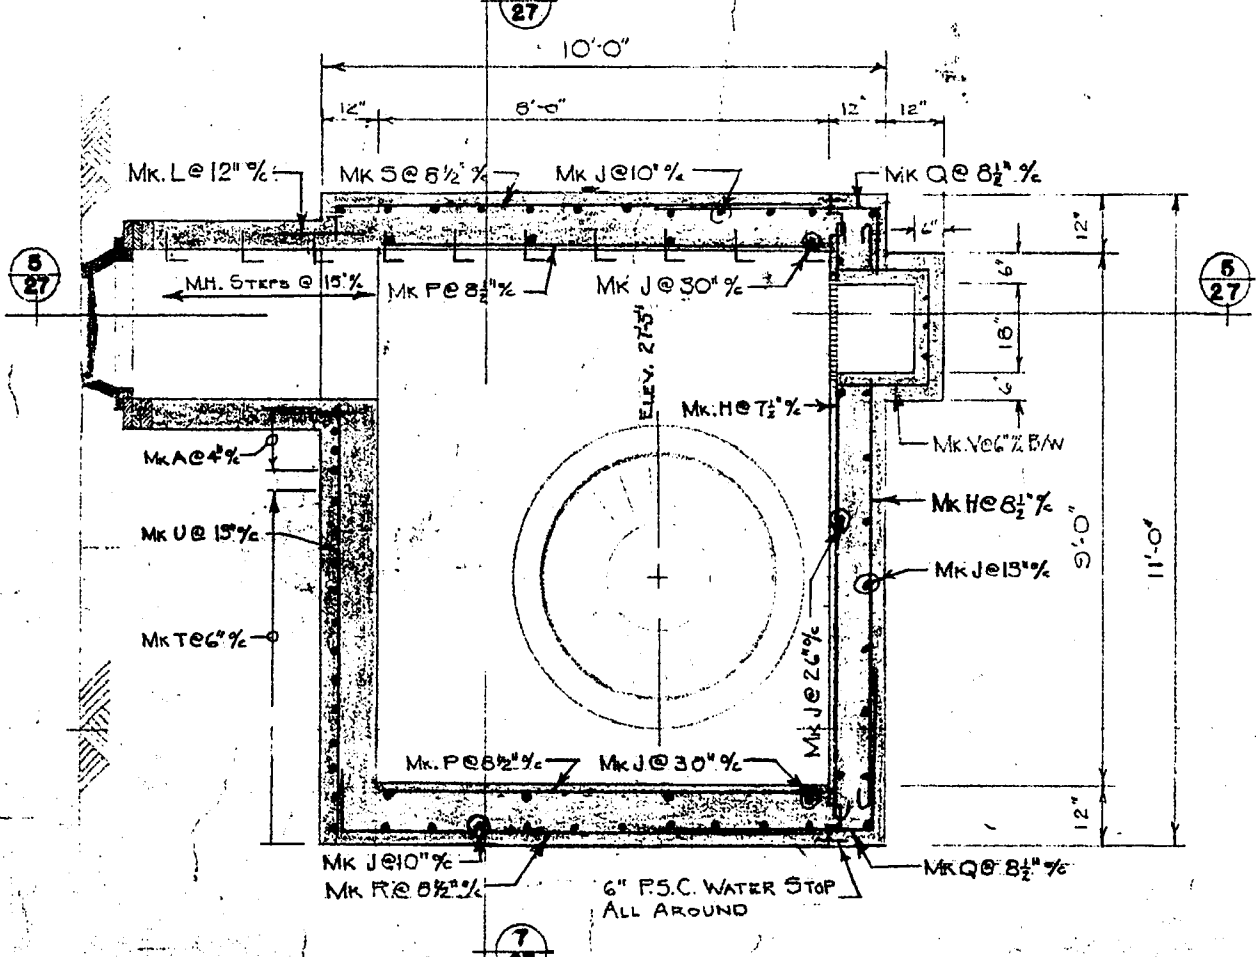 27
10'-0"
12"
8'-0"
12"
12"
MK. L @ 12" %
MK S @ 8½" %
MK J @ 10" %
MK Q @ 8½" %
6"
12"
5
27
M.H. STEPS @ 15" %
MK P @ 8½" %
MK J @ 30" %
5
27
6"
18"
6"
ELEV. 27.5'
MK. H @ 7½" %
MK. V @ 6" % B/W
MK A @ 4" %
MK H @ 8½" %
MK U @ 15" %
9'-0"
11'-0"
MK J @ 15" %
MK T @ 6" %
MK J @ 26" %
MK. P @ 8½" %
MK J @ 30" %
12"
MK J @ 10" %
MK R @ 8½" %
6" P.S.C. WATER STOP
ALL AROUND
MK Q @ 8½" %
7